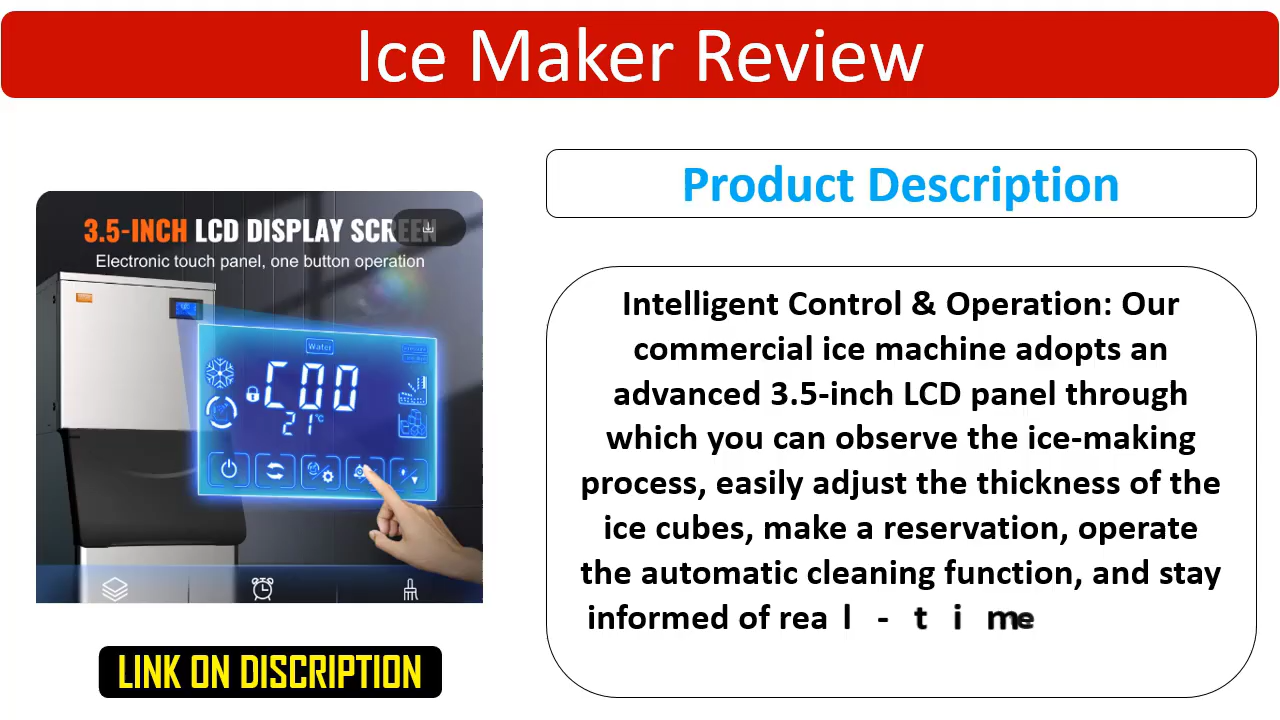 Ice Maker Review
3.5-INCH LCD DISPLAY SCREEN
Electronic touch panel, one button operation
Water
C00
21°C
LINK ON DISCRIPTION
Product Description
Intelligent Control & Operation: Our
commercial ice machine adopts an
advanced 3.5-inch LCD panel through
which you can observe the ice-making
process, easily adjust the thickness of the
ice cubes, make a reservation, operate
the automatic cleaning function, and stay
informed of real-time